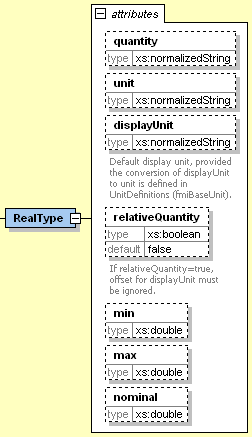 attributes
quantity
type xs:normalizedString
unit
type xs:normalizedString
displayUnit
type xs:normalizedString
Default display unit, provided
the conversion of displayUnit
to unit is defined in
UnitDefinitions (fmiBaseUnit).
RealType
relativeQuantity
type xs:boolean
default false
If relativeQuantity=true,
offset for displayUnit must
be ignored.
min
type xs:double
max
type xs:double
nominal
type xs:double